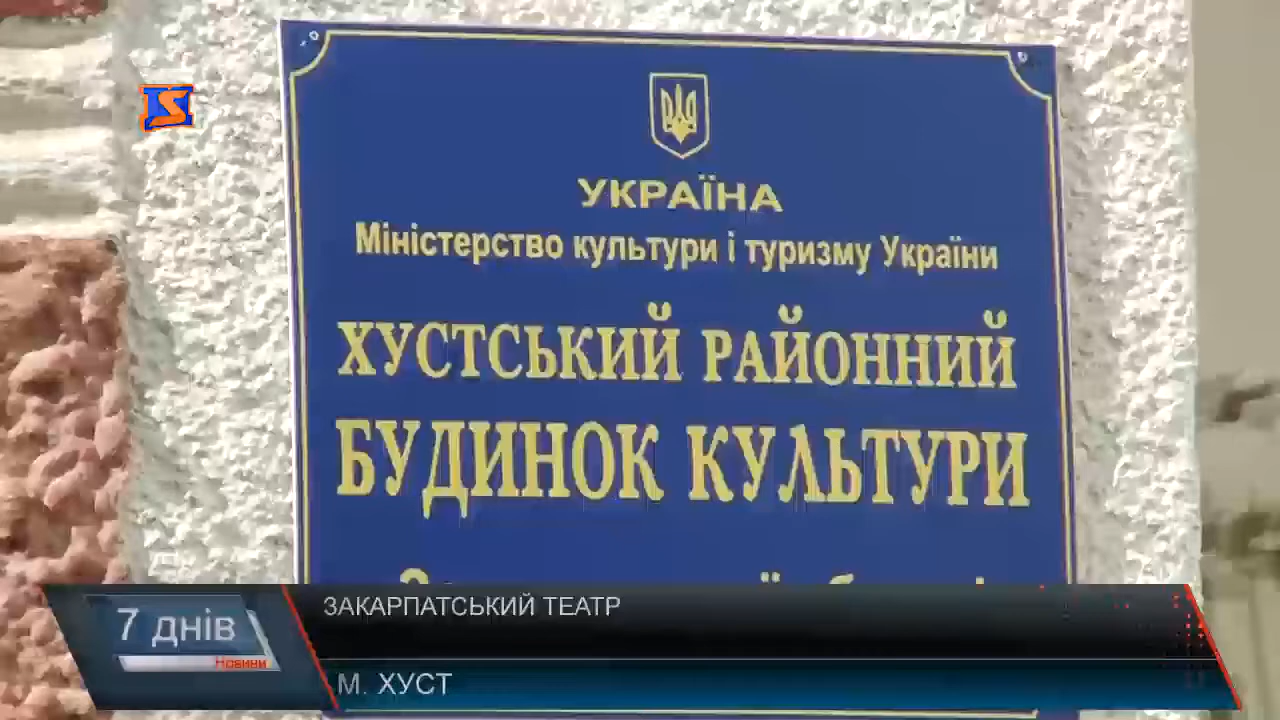 УКРАЇНА
Міністерство культури і туризму України
ХУСТСЬКИЙ РАЙОННИЙ
БУДИНОК КУЛЬТУРИ
ЗАКАРПАТСЬКИЙ ТЕАТР
7 днів
Новини
М. ХУСТ